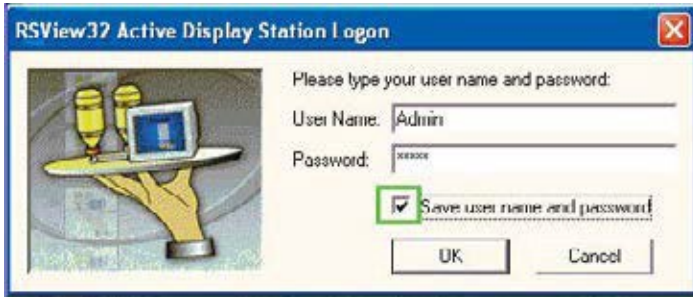 RSView32 Active Display Station Logon
Please type your user name and password:
User Name: Admin
Password: xxxxx
Save user name and password
OK Cancel